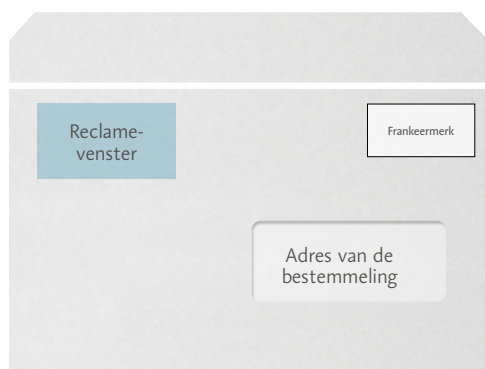 Reclame-
venster
Frankeermerk
Adres van de
bestemmeling